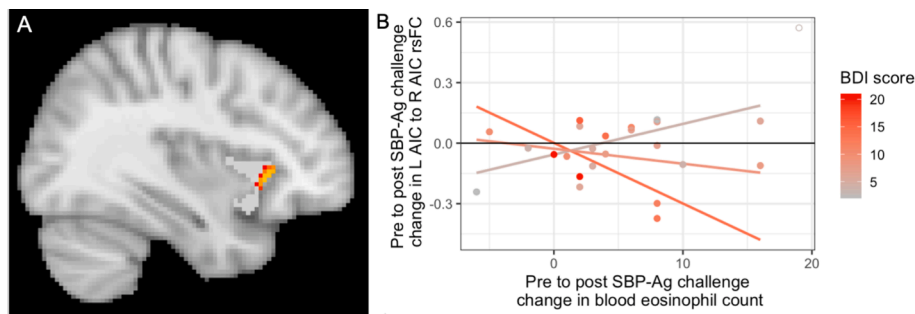 A
B
Pre to post SBP-Ag challenge
change in L AIC to R AIC rsFC
0.6
0.3
0.0
-0.3
0
10
20
Pre to post SBP-Ag challenge
change in blood eosinophil count
BDI score
20
15
10
5